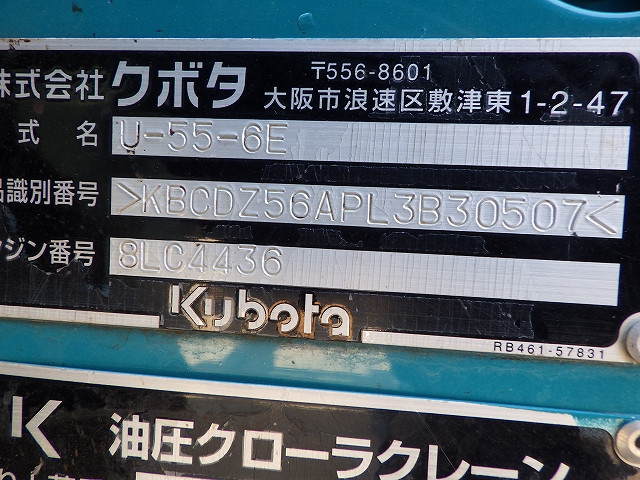 株式会社 クボタ 〒556-8601
大阪市浪速区敷津東1-2-47
式 名 U-55-6E
品識別番号 >KBCDZ56APL3B30507<
ジン番号 8LC4436
Kubota
RB461-57831
K 油圧クローラクレーン